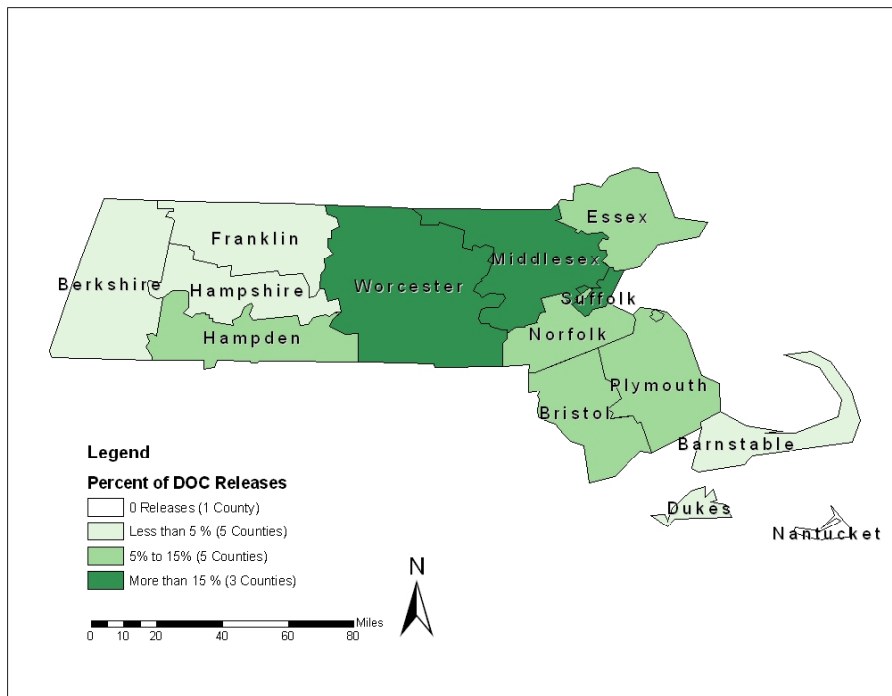 Essex
Franklin
Middlesex
Berkshire
Hampshire
Worcester
Suffolk
Hampden
Norfolk
Plymouth
Bristol
Barnstable
Dukes
Nantucket
Legend
Percent of DOC Releases
0 Releases (1 County)
Less than 5 % (5 Counties)
5% to 15% (5 Counties)
More than 15 % (3 Counties)
N
Miles
0 10 20 40 60 80